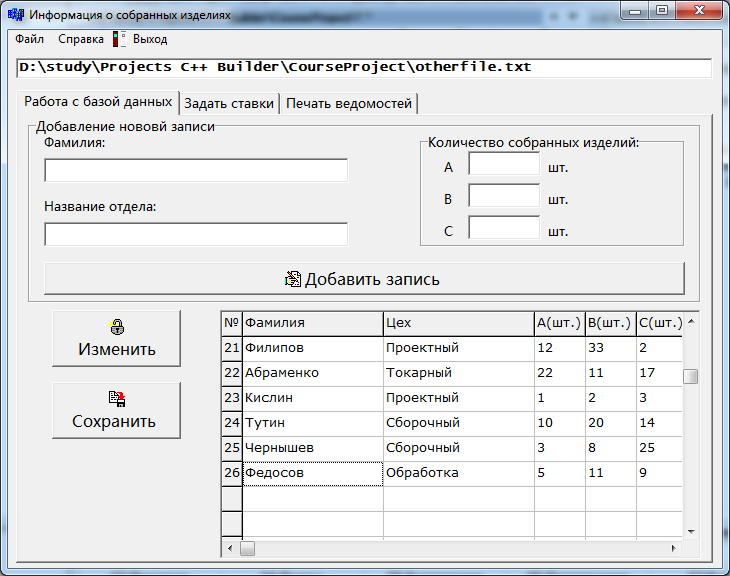 Информация о собранных изделиях
Файл Справка Выход
D:\study\Projects C++ Builder\CourseProject\otherfile.txt
Работа с базой данных Задать ставки Печать ведомостей
Добавление нововй записи
Фамилия:
Название отдела:
Количество собранных изделий:
A шт.
B шт.
C шт.
Добавить запись
Изменить
Сохранить
№ Фамилия Цех A(шт.) B(шт.) C(шт.)
21 Филипов Проектный 12 33 2
22 Абраменко Токарный 22 11 17
23 Кислин Проектный 1 2 3
24 Тутин Сборочный 10 20 14
25 Чернышев Сборочный 3 8 25
26 Федосов Обработка 5 11 9